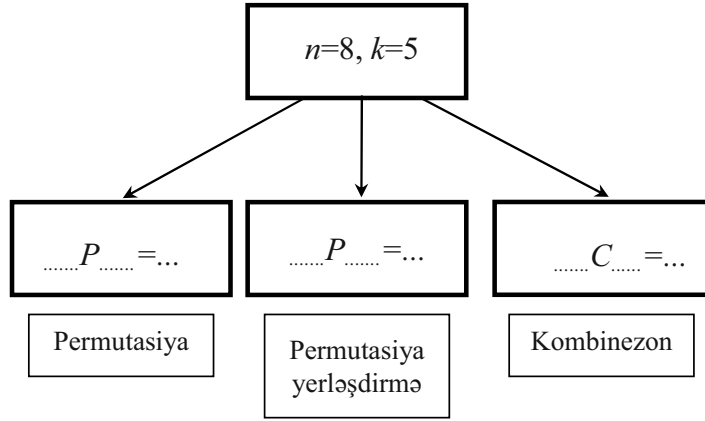 n=8, k=5
.......P.......=...
.......P.......=...
.......C......=...
Permutasiya
Permutasiya
yerləşdirmə
Kombinezon